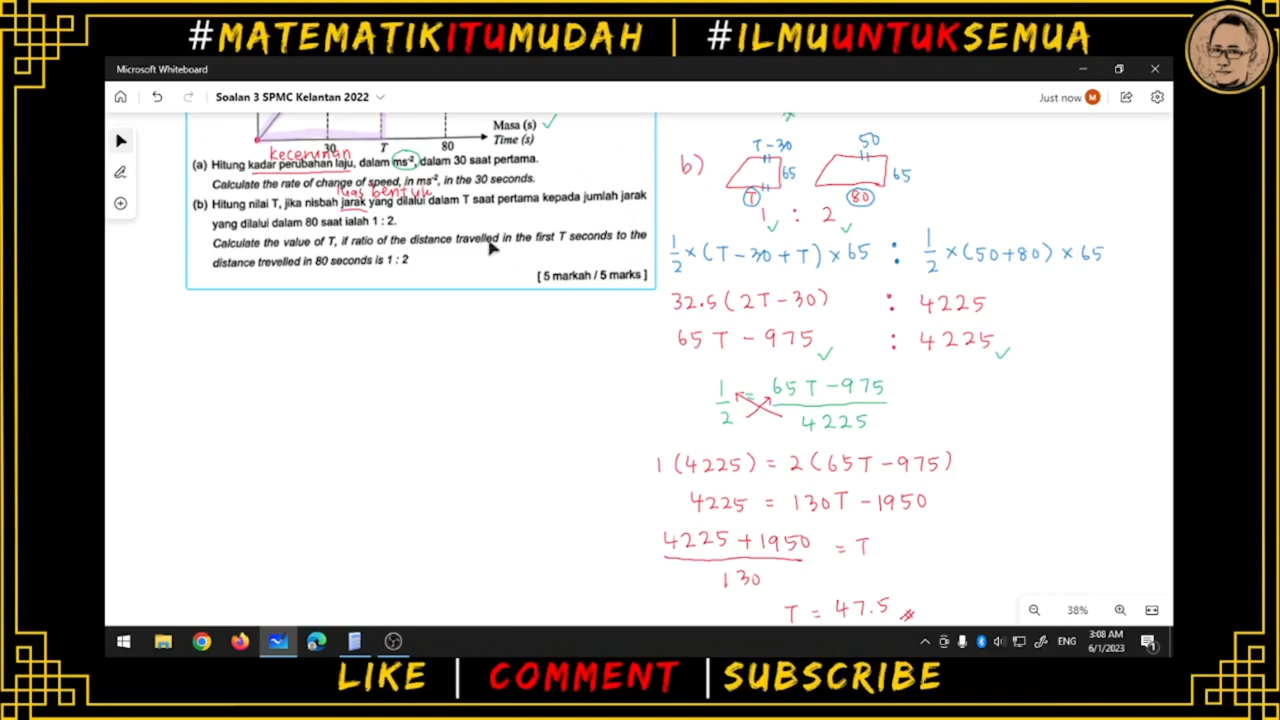 #MATEMATIKITUMUDAH | #ILMUUNTUKSEMUA
Microsoft Whiteboard
Soalan 3 SPMC Kelantan 2022
Just now M
Masa (s)
Time (s)
30 T 80
kecerunan
(a) Hitung kadar perubahan laju, dalam ms⁻², dalam 30 saat pertama.
Calculate the rate of change of speed, in ms⁻², in the 30 seconds.
luas bentuk
(b) Hitung nilai T, jika nisbah jarak yang dilalui dalam T saat pertama kepada jumlah jarak
yang dilalui dalam 80 saat ialah 1 : 2.
Calculate the value of T, if ratio of the distance travelled in the first T seconds to the
distance trevelled in 80 seconds is 1 : 2
[ 5 markah / 5 marks ]
b) T-30 65 T 50 65 80
1 : 2
1/2 × (T - 30 + T) × 65 : 1/2 × (50+80) × 65
32.5 (2T - 30) : 4225
65 T - 975 : 4225
1/2 = 65T - 975 / 4225
1 (4225) = 2 (65T - 975)
4225 = 130T - 1950
4225 + 1950 / 130 = T
T = 47.5
38%
ENG
3:08 AM
6/1/2023
1
LIKE | COMMENT | SUBSCRIBE